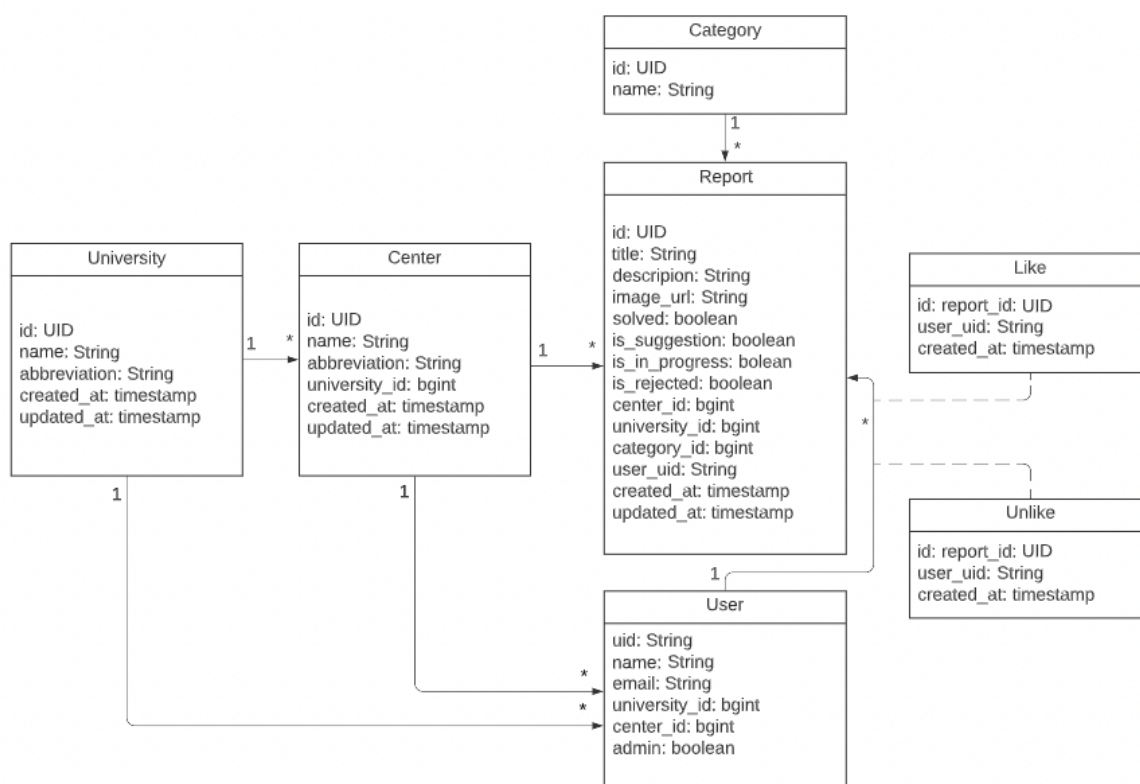 Category
id: UID
name: String
1
*
Report
id: UID
title: String
descripion: String
image_url: String
solved: boolean
is_suggestion: boolean
is_in_progress: bolean
is_rejected: boolean
center_id: bgint
university_id: bgint
category_id: bgint
user_uid: String
created_at: timestamp
updated_at: timestamp
University
id: UID
name: String
abbreviation: String
created_at: timestamp
updated_at: timestamp
1
*
Center
id: UID
name: String
abbreviation: String
university_id: bgint
created_at: timestamp
updated_at: timestamp
1
*
Like
id: report_id: UID
user_uid: String
created_at: timestamp
*
Unlike
id: report_id: UID
user_uid: String
created_at: timestamp
1
1
1
User
uid: String
name: String
email: String
university_id: bgint
center_id: bgint
admin: boolean
*
*